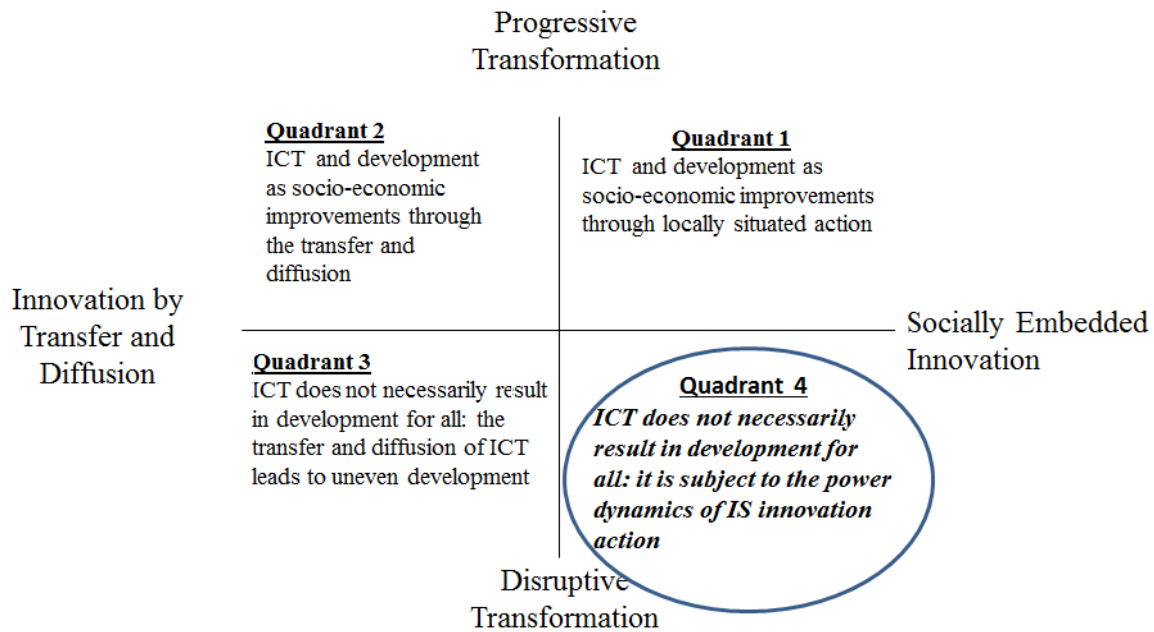 Progressive
Transformation
Quadrant 2
ICT and development
as socio-economic
improvements through
the transfer and
diffusion
Quadrant 1
ICT and development as
socio-economic improvements
through locally situated action
Innovation by
Transfer and
Diffusion
Socially Embedded
Innovation
Quadrant 3
ICT does not necessarily result
in development for all: the
transfer and diffusion of ICT
leads to uneven development
Quadrant 4
ICT does not necessarily
result in development for
all: it is subject to the power
dynamics of IS innovation
action
Disruptive
Transformation